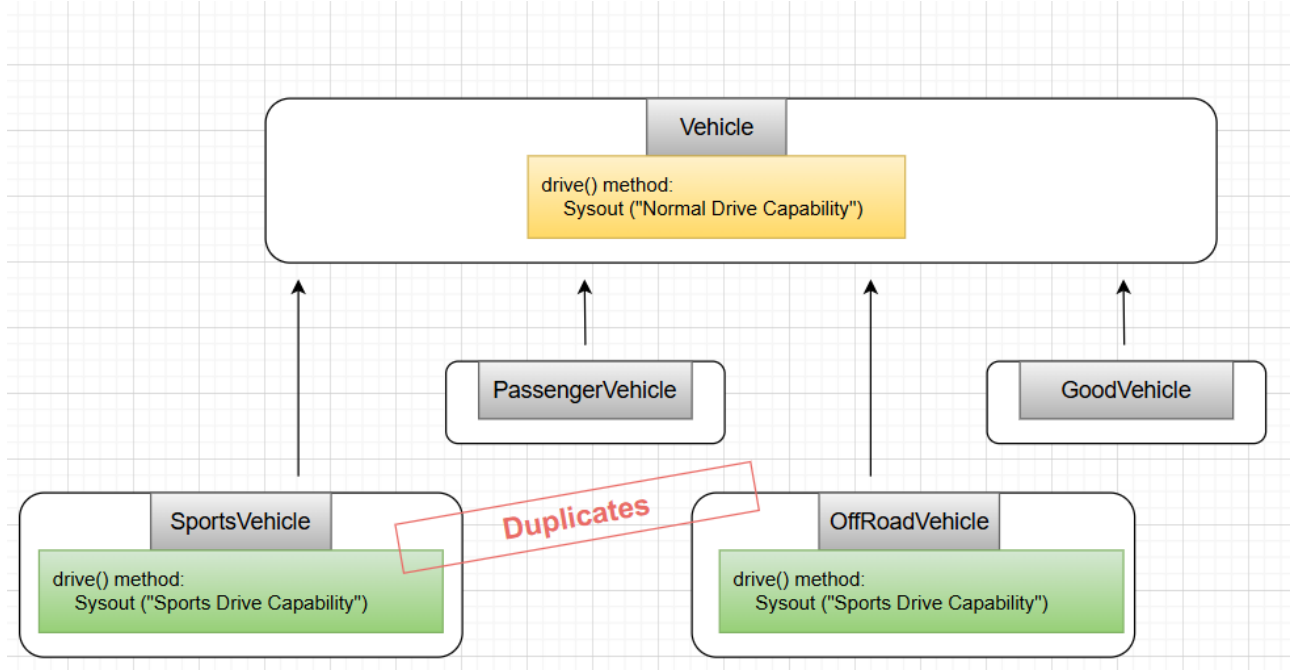 Vehicle
drive() method:
Sysout ("Normal Drive Capability")
PassengerVehicle
GoodVehicle
Duplicates
SportsVehicle
drive() method:
Sysout ("Sports Drive Capability")
OffRoadVehicle
drive() method:
Sysout ("Sports Drive Capability")